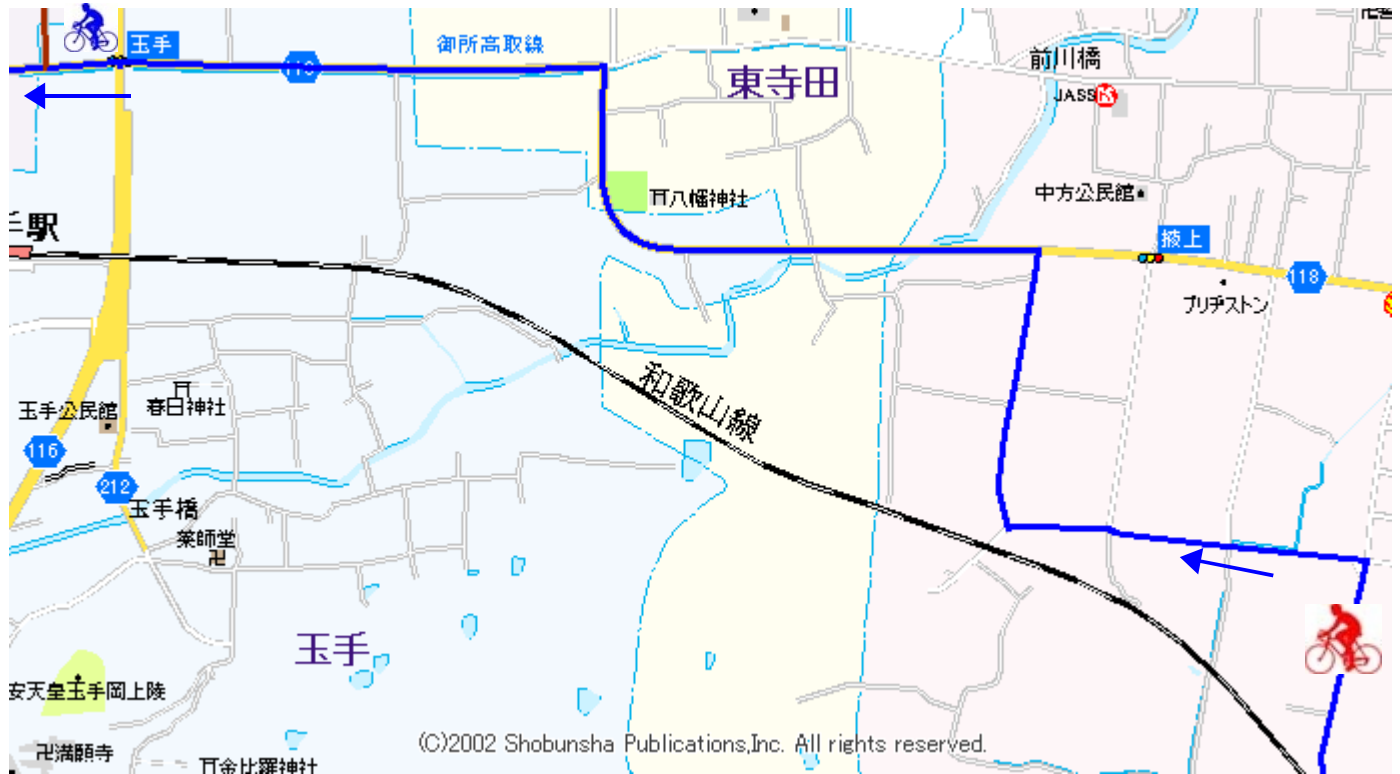 玉手
御所高取線
東寺田
前川橋
JASS
八幡神社
中方公民館
掖上
118
ブリヂストン
手駅
和歌山線
春日神社
玉手公民館
116
212
玉手橋
薬師堂
玉手
安天皇玉手岡上陵
満願寺
金比羅神社
(C)2002 Shobunsha Publications,Inc. All rights reserved.